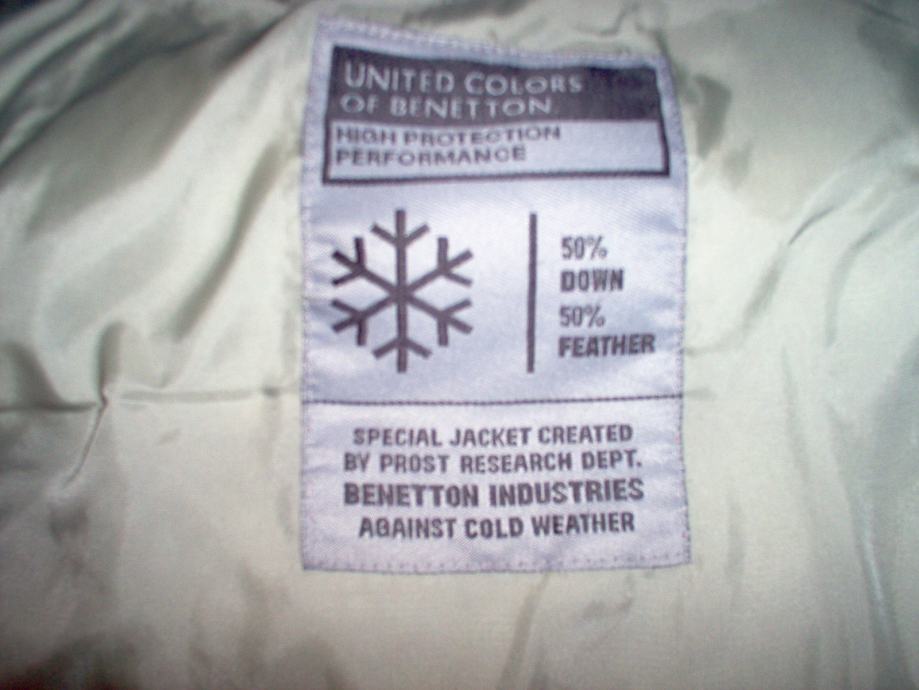 UNITED COLORS
OF BENETTON
HIGH PROTECTION
PERFORMANCE
50%
DOWN
50%
FEATHER
SPECIAL JACKET CREATED
BY PROST RESEARCH DEPT.
BENETTON INDUSTRIES
AGAINST COLD WEATHER